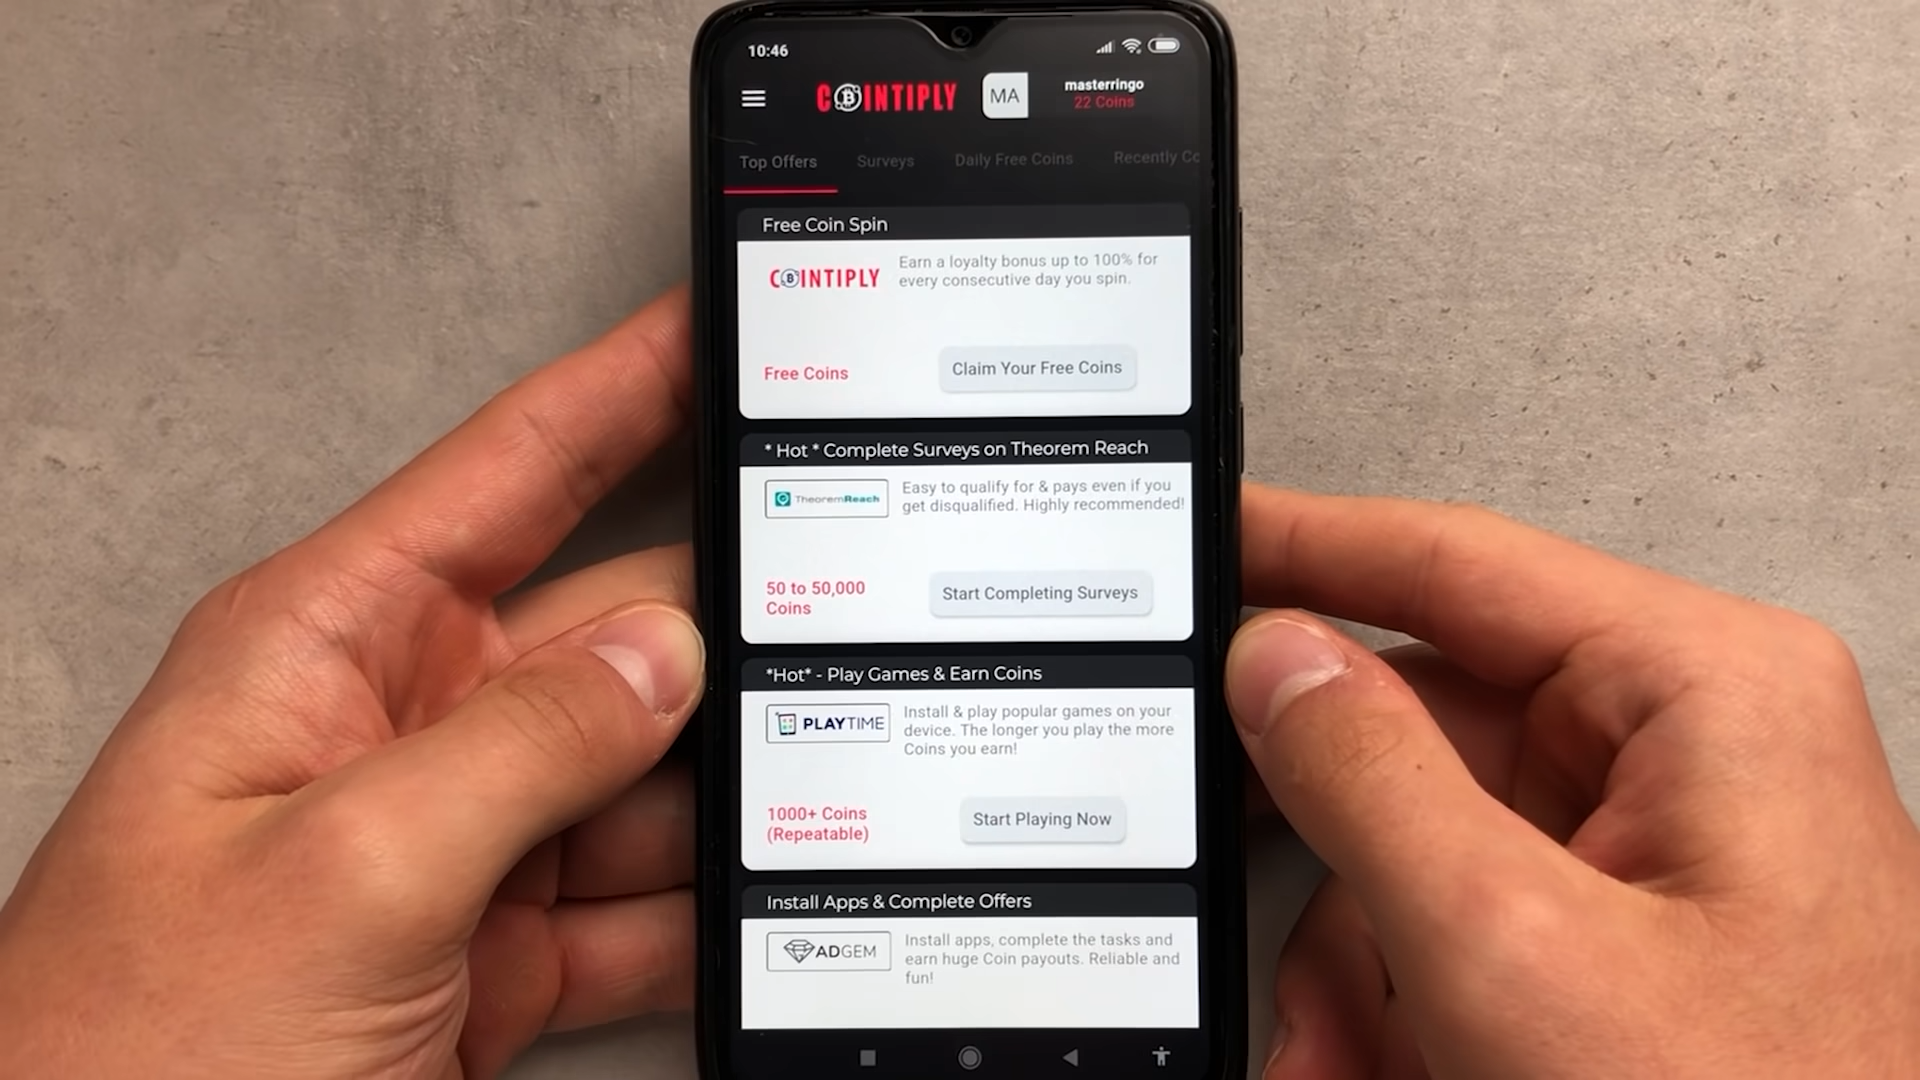 10:46
COINTIPLY
MA
masterringo
22 Coins
Top Offers
Surveys
Daily Free Coins
Recently Co
Free Coin Spin
COINTIPLY
Earn a loyalty bonus up to 100% for
every consecutive day you spin.
Free Coins
Claim Your Free Coins
* Hot * Complete Surveys on Theorem Reach
TheoremReach
Easy to qualify for & pays even if you
get disqualified. Highly recommended!
50 to 50,000
Coins
Start Completing Surveys
*Hot* - Play Games & Earn Coins
PLAYTIME
Install & play popular games on your
device. The longer you play the more
Coins you earn!
1000+ Coins
(Repeatable)
Start Playing Now
Install Apps & Complete Offers
ADGEM
Install apps, complete the tasks and
earn huge Coin payouts. Reliable and
fun!